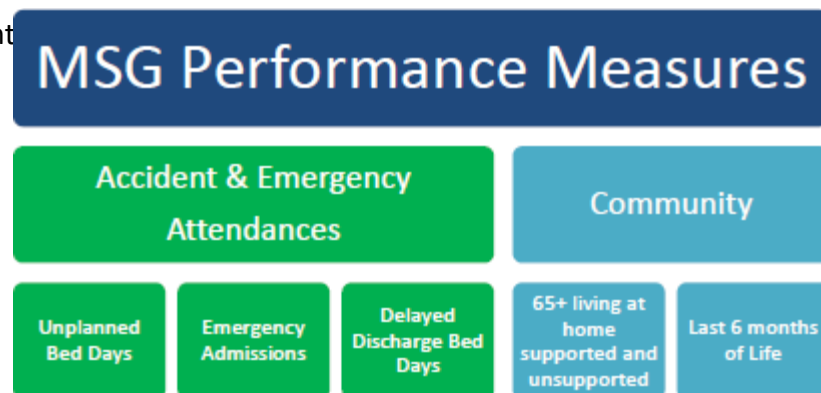 nt
MSG Performance Measures
Accident & Emergency
Attendances
Community
Unplanned
Bed Days
Emergency
Admissions
Delayed
Discharge Bed
Days
65+ living at
home
supported and
unsupported
Last 6 months
of Life